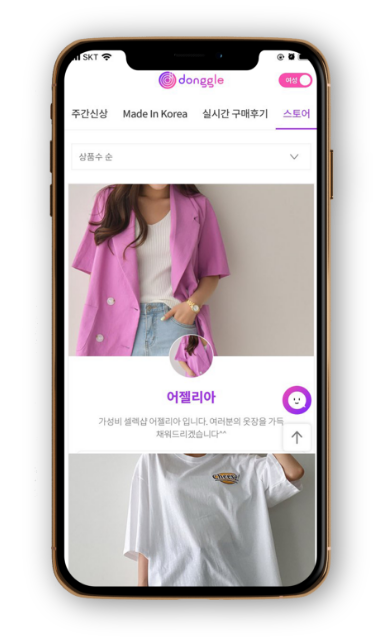 SKT
donggle
여성
주간신상 Made In Korea 실시간 구매후기 스토어
상품수 순
어젤리아
가성비 셀렉샵 어젤리아 입니다. 여러분의 옷장을 가득
채워드리겠습니다^^
Cheese